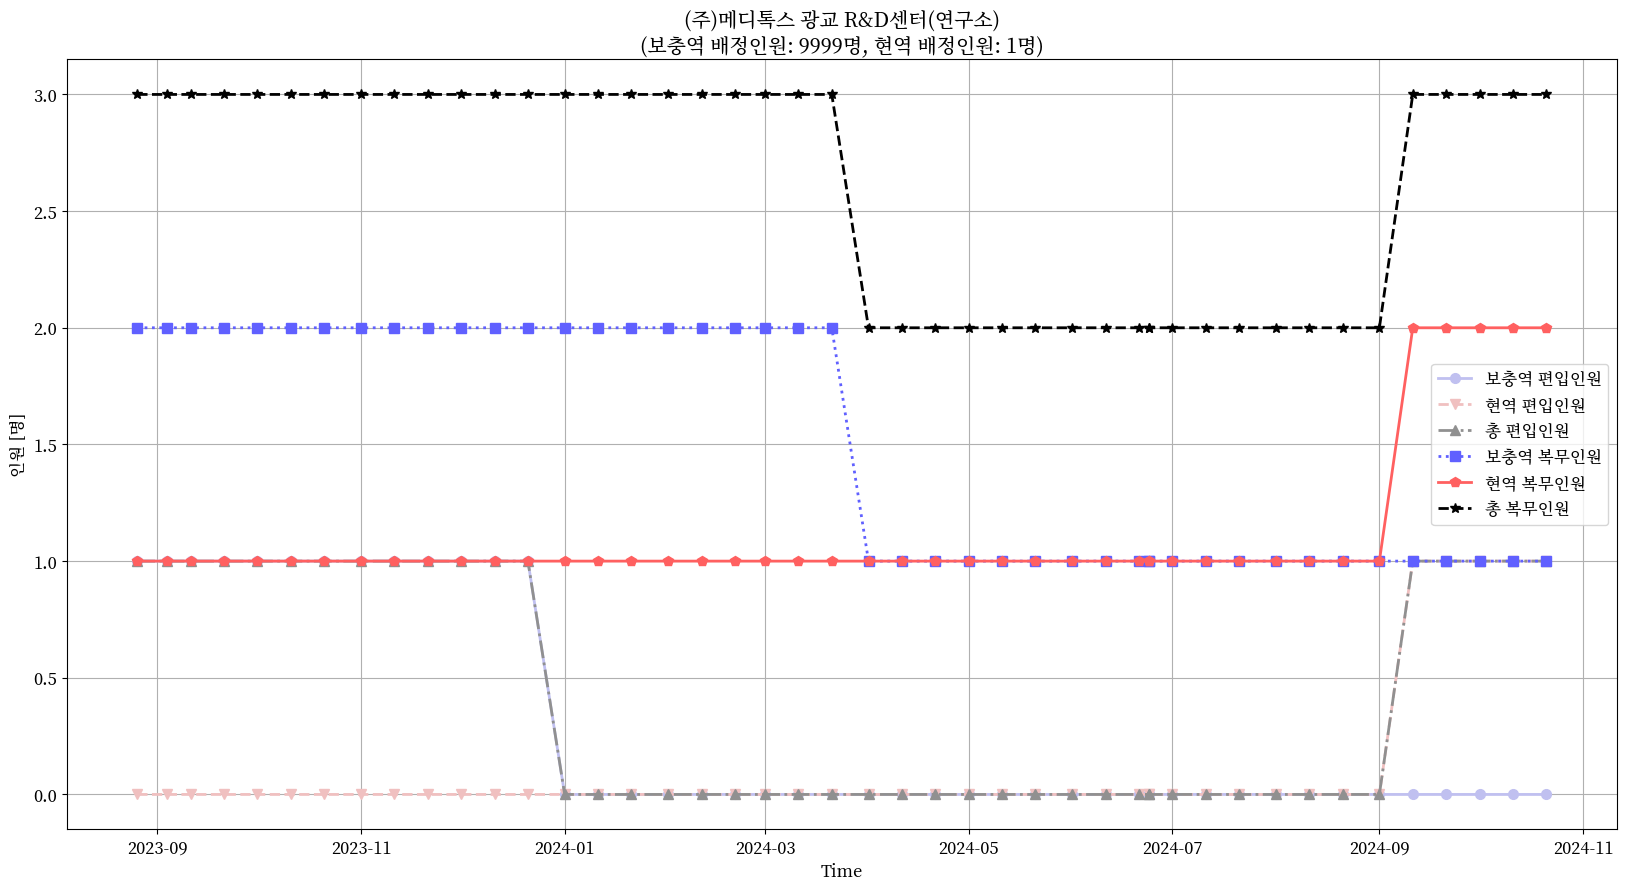 (주)메디톡스 광교 R&D센터(연구소)
(보충역 배정인원: 9999명, 현역 배정인원: 1명)
인원 [명]
3.0
2.5
2.0
1.5
1.0
0.5
0.0
보충역 편입인원
현역 편입인원
총 편입인원
보충역 복무인원
현역 복무인원
총 복무인원
2023-09
2023-11
2024-01
2024-03
2024-05
2024-07
2024-09
2024-11
Time